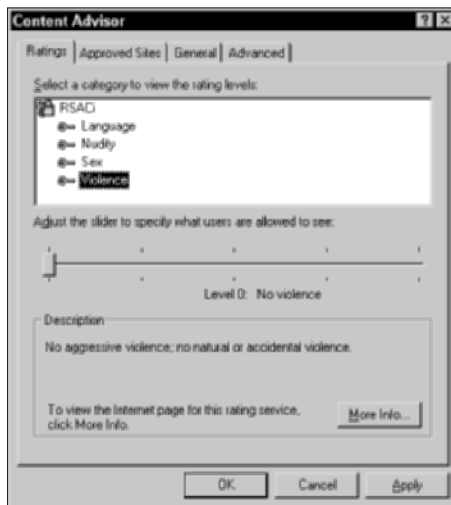 Content Advisor
Ratings Approved Sites General Advanced
Select a category to view the rating levels:
RSACi
Language
Nudity
Sex
Violence
Adjust the slider to specify what users are allowed to see:
Level 0: No violence
Description
No aggressive violence; no natural or accidental violence.
To view the Internet page for this rating service,
click More Info.
More Info...
OK Cancel Apply